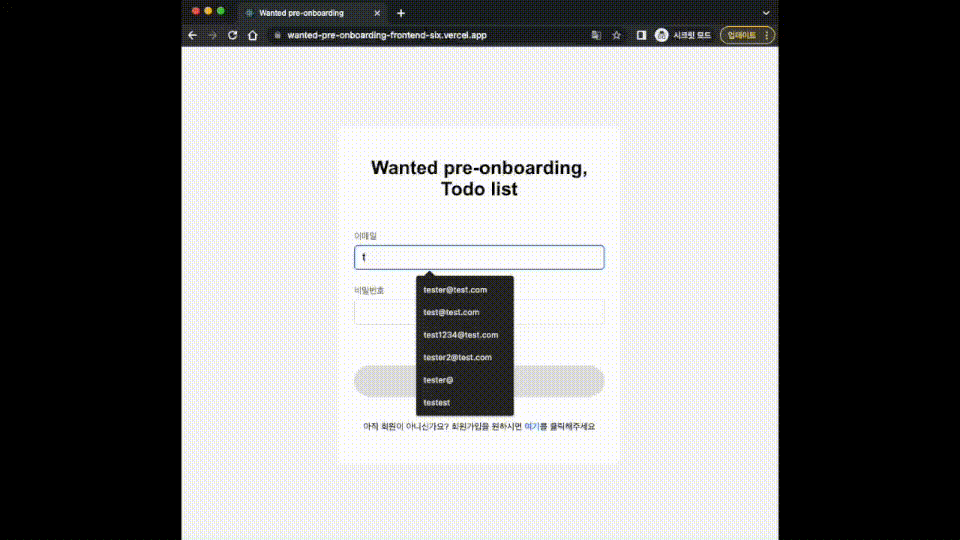 Wanted pre-onboarding
wanted-pre-onboarding-frontend-six.vercel.app
시크릿 모드
업데이트
Wanted pre-onboarding,
Todo list
이메일
t
tester@test.com
비밀번호
test@test.com
test1234@test.com
tester2@test.com
tester@
testest
아직 회원이 아니신가요? 회원가입을 원하시면 여기를 클릭해주세요